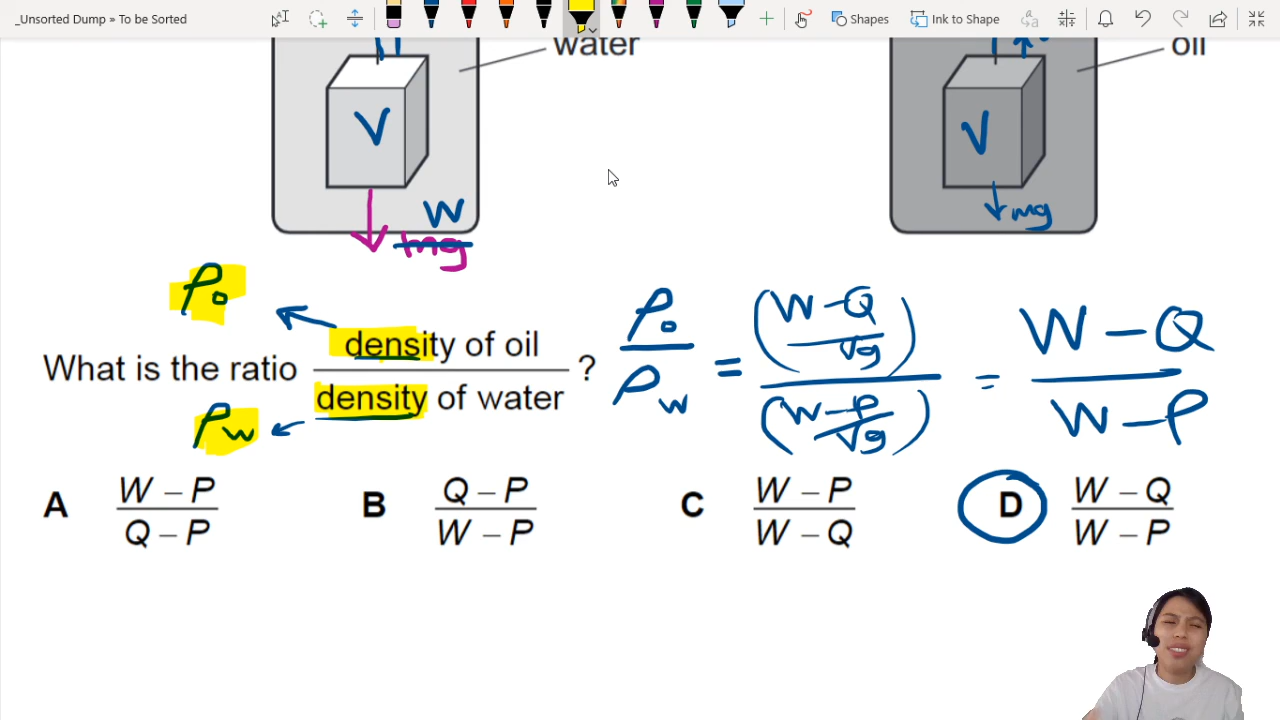 _Unsorted Dump » To be Sorted
Shapes
Ink to Shape
water
oil
V
V
W
mg
mg
ρo
What is the ratio density of oil / density of water ?
ρw
ρo / ρw = ((W-Q)/Vg) / ((W-P)/Vg) = (W-Q) / (W-P)
A W – P / Q – P
B Q – P / W – P
C W – P / W – Q
D W – Q / W – P